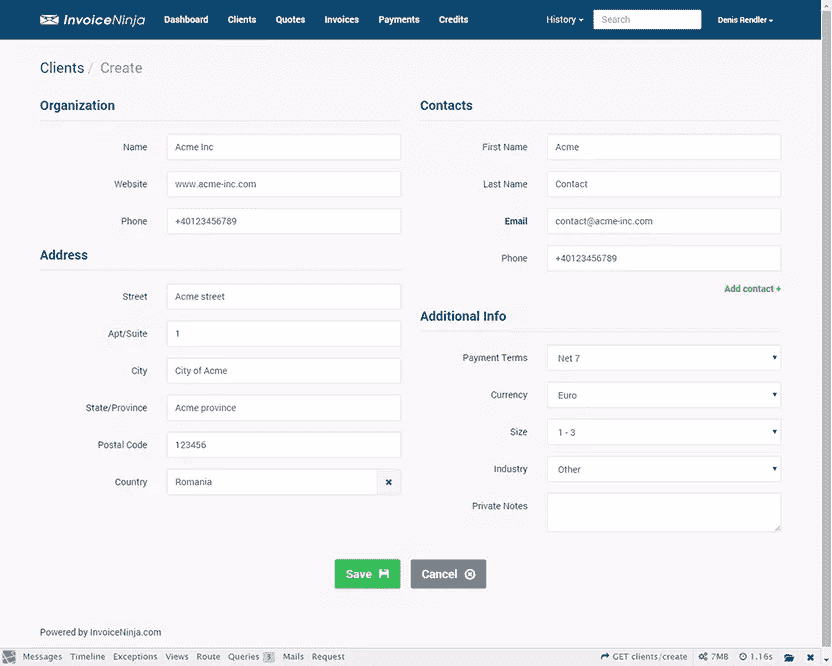 InvoiceNinja Dashboard Clients Quotes Invoices Payments Credits History Search Denis Rendler
Clients / Create
Organization
Name Acme Inc
Website www.acme-inc.com
Phone +40123456789
Address
Street Acme street
Apt/Suite 1
City City of Acme
State/Province Acme province
Postal Code 123456
Country Romania
Contacts
First Name Acme
Last Name Contact
Email contact@acme-inc.com
Phone +40123456789
Add contact +
Additional Info
Payment Terms Net 7
Currency Euro
Size 1 - 3
Industry Other
Private Notes
Save Cancel
Powered by InvoiceNinja.com
Messages Timeline Exceptions Views Route Queries 3 Mails Request GET clients/create 7MB 1.16s